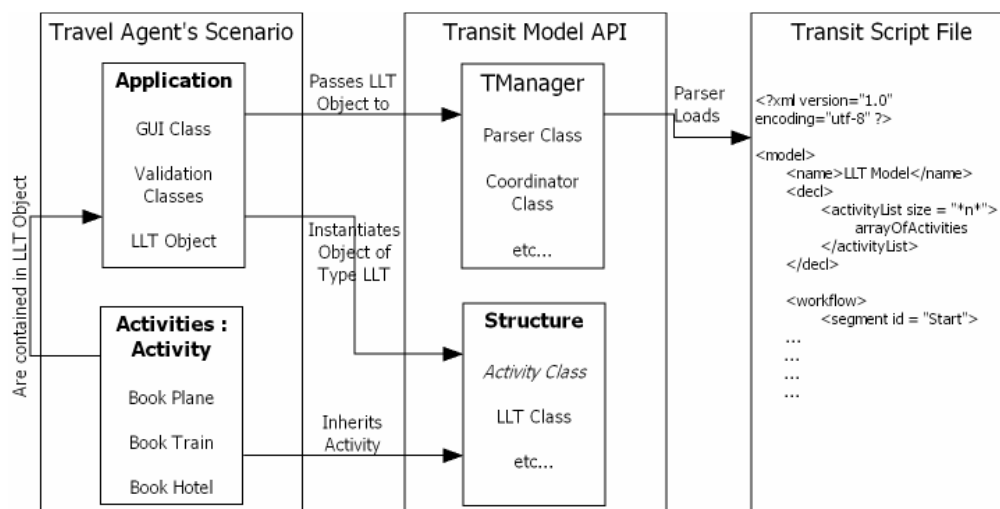 Travel Agent's Scenario
Application
GUI Class
Validation
Classes
LLT Object
Activities :
Activity
Book Plane
Book Train
Book Hotel
Are contained in LLT Object
Passes LLT
Object to
Instantiates
Object of
Type LLT
Inherits
Activity
Transit Model API
TManager
Parser Class
Coordinator
Class
etc...
Structure
Activity Class
LLT Class
etc...
Parser
Loads
Transit Script File
<?xml version="1.0"
encoding="utf-8" ?>
<model>
<name>LLT Model</name>
<decl>
<activityList size = "*n*">
arrayOfActivities
</activityList>
</decl>
<workflow>
<segment id = "Start">
...
...
...
...